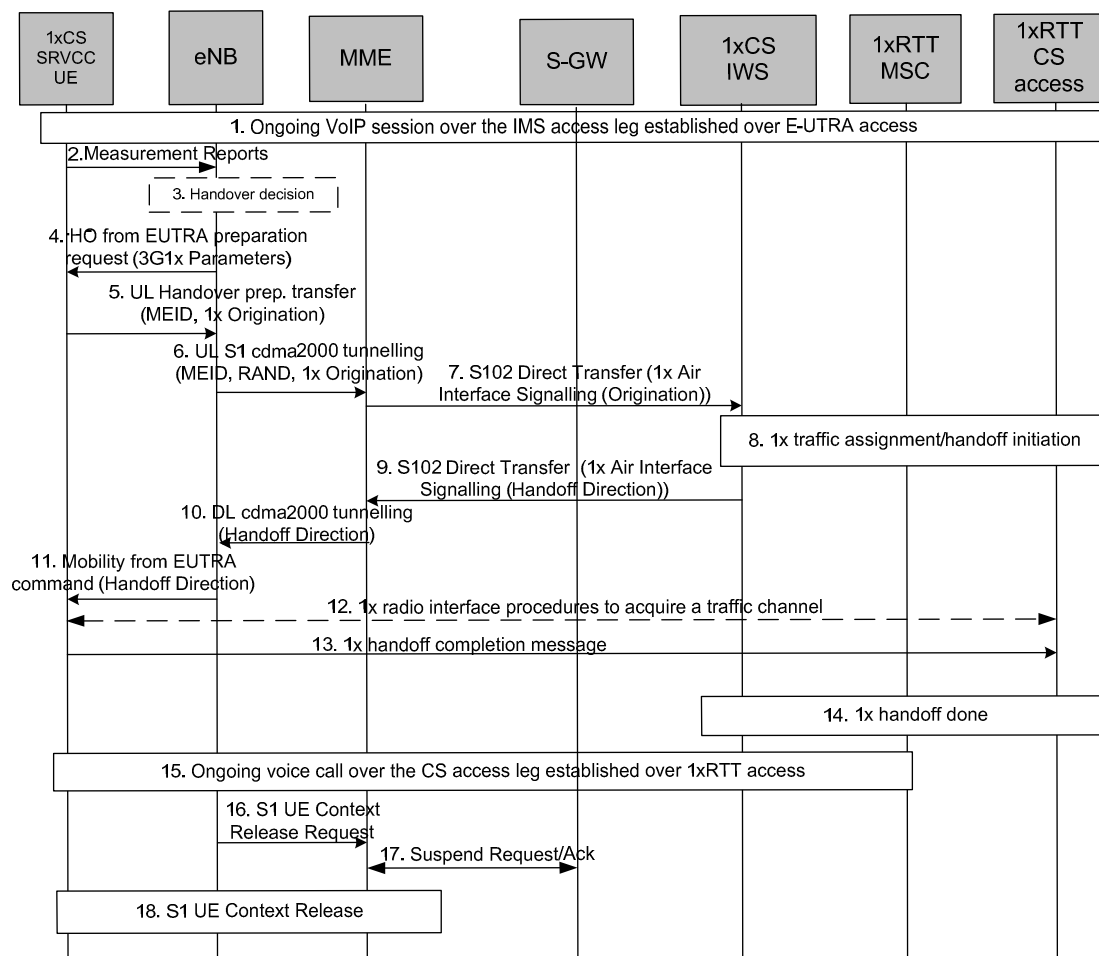 1xCS
SRVCC
UE
eNB
MME
S-GW
1xCS
IWS
1xRTT
MSC
1xRTT
CS
access
1. Ongoing VoIP session over the IMS access leg established over E-UTRA access
2.Measurement Reports
3. Handover decision
4. HO from EUTRA preparation
request (3G1x Parameters)
5. UL Handover prep. transfer
(MEID, 1x Origination)
6. UL S1 cdma2000 tunnelling
(MEID, RAND, 1x Origination)
7. S102 Direct Transfer (1x Air
Interface Signalling (Origination))
8. 1x traffic assignment/handoff initiation
9. S102 Direct Transfer (1x Air Interface
Signalling (Handoff Direction))
10. DL cdma2000 tunnelling
(Handoff Direction)
11. Mobility from EUTRA
command (Handoff Direction)
12. 1x radio interface procedures to acquire a traffic channel
13. 1x handoff completion message
14. 1x handoff done
15. Ongoing voice call over the CS access leg established over 1xRTT access
16. S1 UE Context
Release Request
17. Suspend Request/Ack
18. S1 UE Context Release